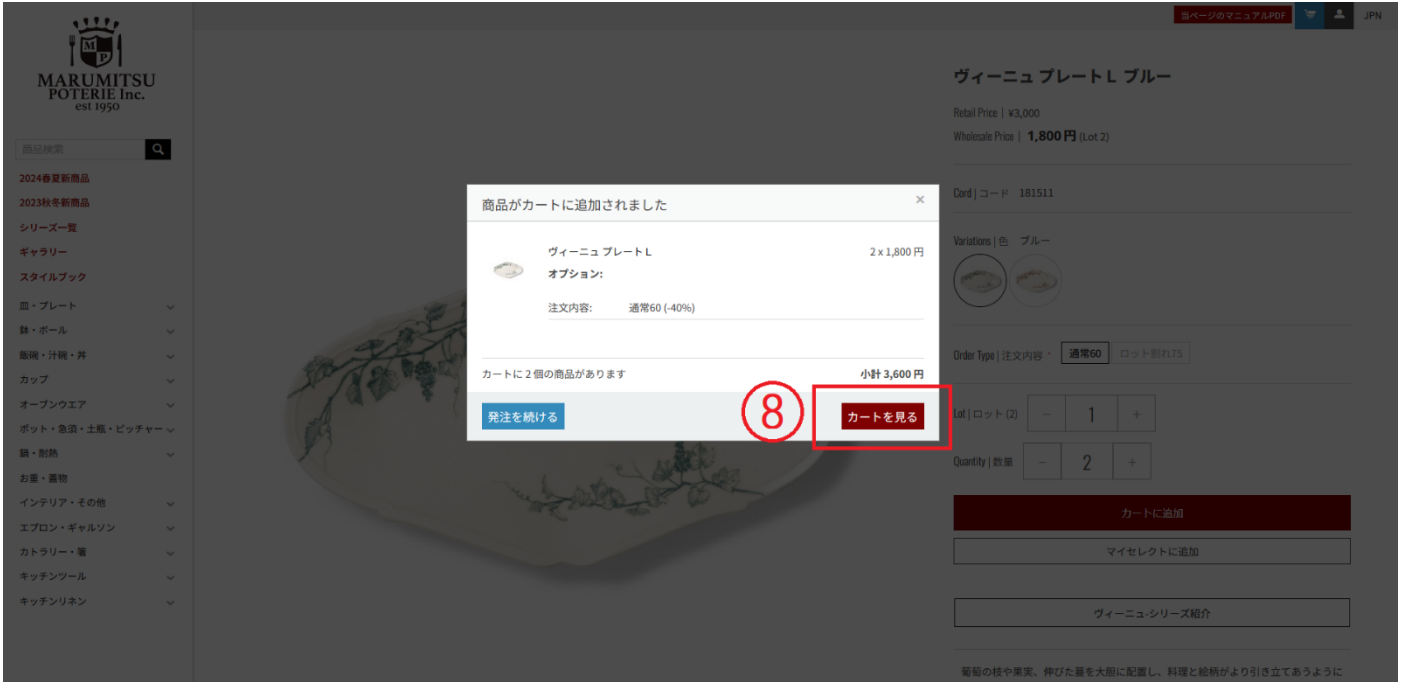 当ページのマニュアルPDF
JPN
M
P
MARUMITSU
POTERIE Inc.
est 1950
商品検索
2024春夏新商品
2023秋冬新商品
シリーズ一覧
ギャラリー
スタイルブック
皿・プレート
鉢・ボール
飯碗・汁碗・丼
カップ
オーブンウエア
ポット・急須・土瓶・ピッチャー
鍋・耐熱
お重・蓋物
インテリア・その他
エプロン・ギャルソン
カトラリー・箸
キッチンツール
キッチンリネン
商品がカートに追加されました
×
ヴィーニュ プレート L
2 x 1,800 円
オプション:
注文内容: 通常60 (-40%)
カートに 2 個の商品があります
小計 3,600 円
発注を続ける
⑧
カートを見る
ヴィーニュ プレート L ブルー
Retail Price | ¥3,000
Wholesale Price | 1,800 円 (Lot 2)
Cord | コード 181511
Variations | 色 ブルー
Order Type | 注文内容 * 通常60 ロット割れ75
Lot | ロット (2) − 1 +
Quantity | 数量 − 2 +
カートに追加
マイセレクトに追加
ヴィーニュ-シリーズ紹介
葡萄の枝や果実、伸びた蔓を大胆に配置し、料理と絵柄がより引き立てあうように